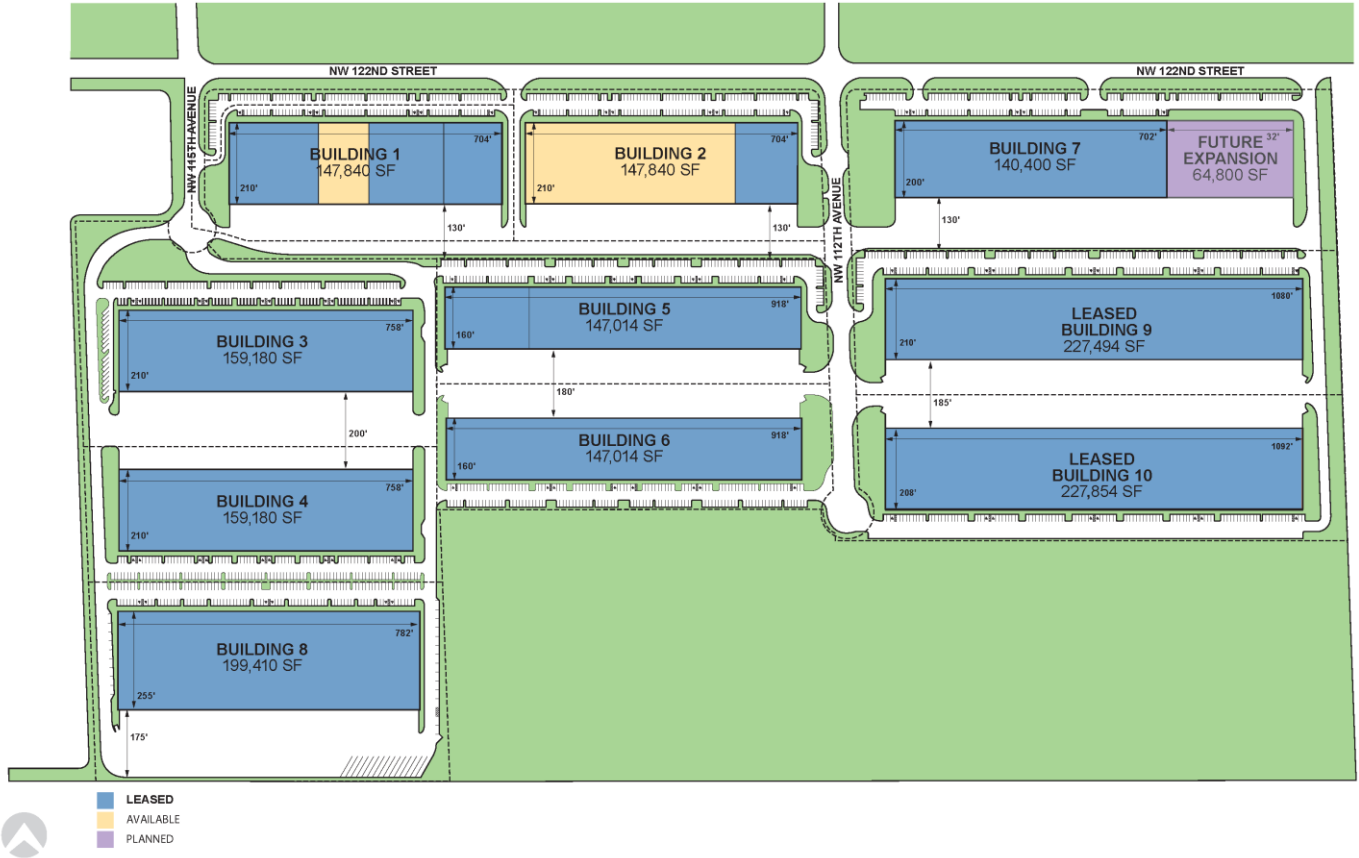 NW 122ND STREET
NW 122ND STREET
NW 115TH AVENUE
NW 112TH AVENUE
704'
BUILDING 1
147,840 SF
210'
130'
704'
BUILDING 2
147,840 SF
210'
130'
702'
BUILDING 7
140,400 SF
200'
130'
32'
FUTURE
EXPANSION
64,800 SF
BUILDING 3
159,180 SF
758'
210'
200'
BUILDING 5
147,014 SF
918'
160'
180'
1080'
LEASED
BUILDING 9
227,494 SF
210'
185'
BUILDING 4
159,180 SF
758'
210'
BUILDING 6
147,014 SF
918'
160'
1092'
LEASED
BUILDING 10
227,854 SF
208'
782'
BUILDING 8
199,410 SF
255'
175'
LEASED
AVAILABLE
PLANNED